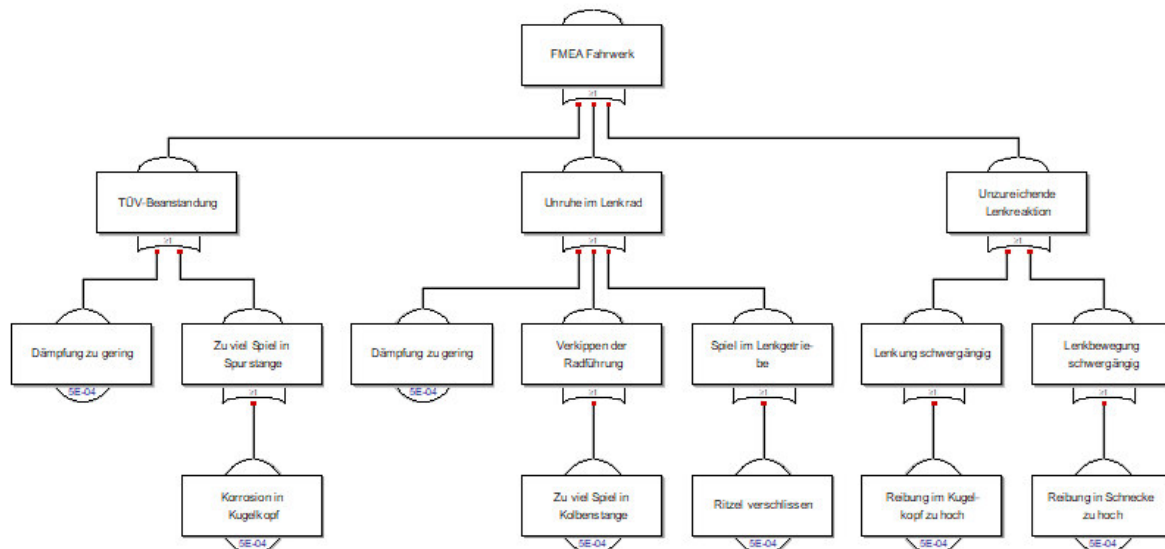 FMEA Fahrwerk
≥1
TÜV-Beanstandung
≥1
Unruhe im Lenkrad
≥1
Unzureichende
Lenkreaktion
≥1
Dämpfung zu gering
5E-04
Zu viel Spiel in
Spurstange
≥1
Dämpfung zu gering
5E-04
Verkippen der
Radführung
≥1
Spiel im Lenkgetrie-
be
≥1
Lenkung schwergängig
≥1
Lenkbewegung
schwergängig
≥1
Korrosion in
Kugelkopf
5E-04
Zu viel Spiel in
Kolbenstange
5E-04
Ritzel verschlissen
5E-04
Reibung im Kugel-
kopf zu hoch
5E-04
Reibung in Schnecke
zu hoch
5E-04